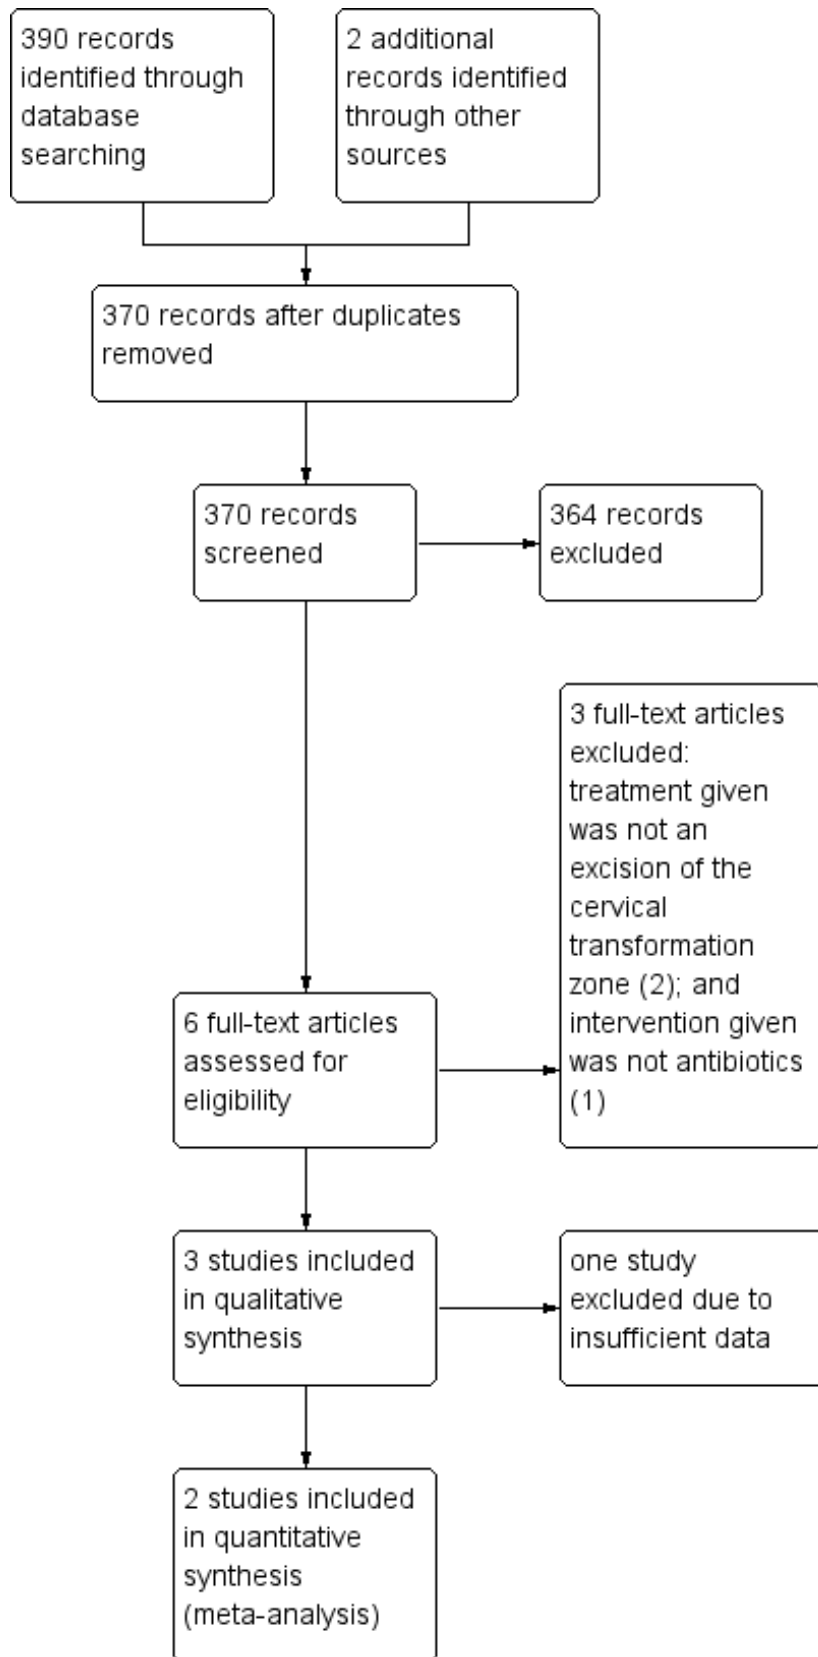 390 records
identified through
database
searching
2 additional
records identified
through other
sources
370 records after duplicates
removed
370 records
screened
364 records
excluded
3 full-text articles
excluded:
treatment given
was not an
excision of the
cervical
transformation
zone (2); and
intervention given
was not antibiotics
(1)
6 full-text articles
assessed for
eligibility
3 studies included
in qualitative
synthesis
one study
excluded due to
insufficient data
2 studies included
in quantitative
synthesis
(meta-analysis)